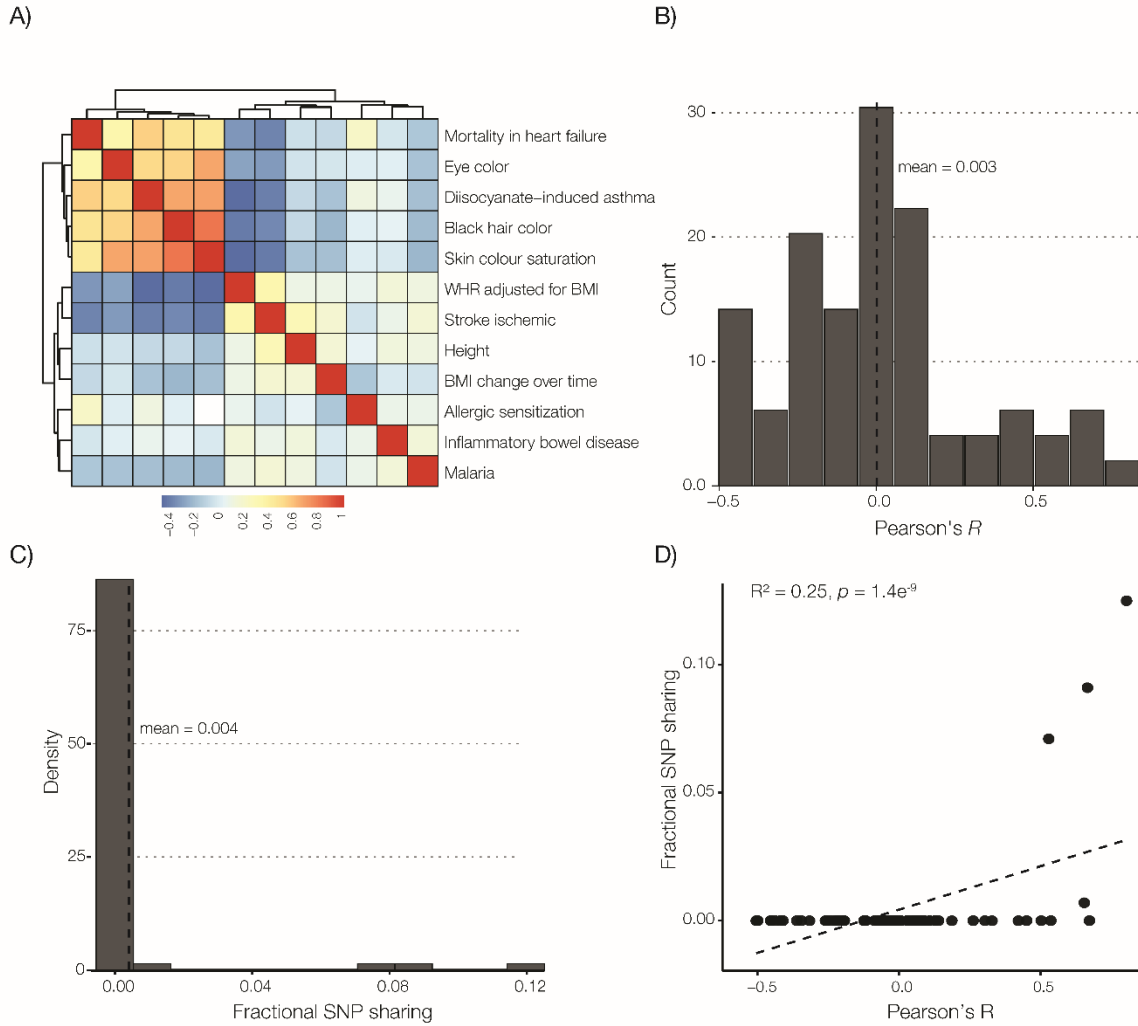 A)
Mortality in heart failure
Eye color
Diisocyanate-induced asthma
Black hair color
Skin colour saturation
WHR adjusted for BMI
Stroke ischemic
Height
BMI change over time
Allergic sensitization
Inflammatory bowel disease
Malaria
-0.4
-0.2
0
0.2
0.4
0.6
0.8
1
B)
30
20
10
0.0
Count
mean = 0.003
-0.5
0.0
0.5
Pearson's R
C)
75
50
25
0
Density
mean = 0.004
0.00
0.04
0.08
0.12
Fractional SNP sharing
D)
R² = 0.25, p = 1.4e⁻⁹
0.10
0.05
0.00
Fractional SNP sharing
-0.5
0.0
0.5
Pearson's R